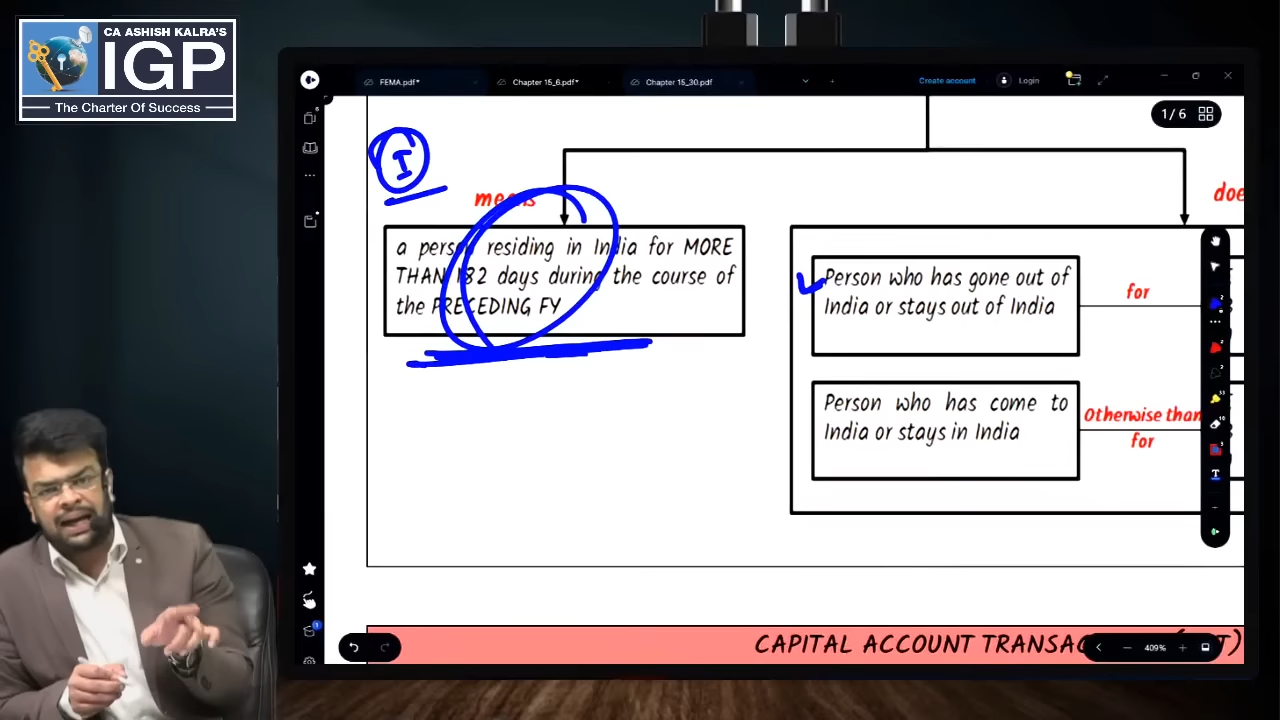 CA ASHISH KALRA'S
IGP
The Charter Of Success
FEMA.pdf*
Chapter 15_6.pdf*
Chapter 15_30.pdf
Create account
Login
1 / 6
I
means
a person residing in India for MORE
THAN 182 days during the course of
the PRECEDING FY
Person who has gone out of
India or stays out of India
for
Person who has come to
India or stays in India
Otherwise than
for
CAPITAL ACCOUNT
409%